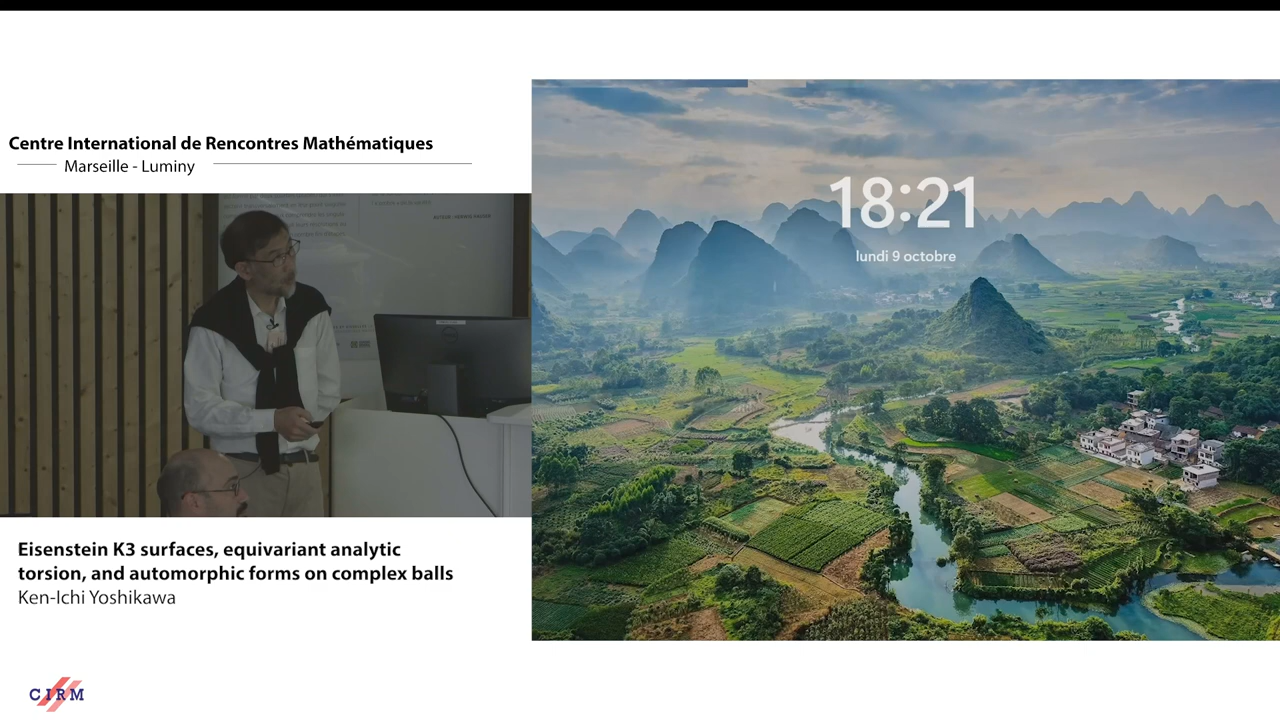 Centre International de Rencontres Mathématiques
Marseille - Luminy
18:21
lundi 9 octobre
Eisenstein K3 surfaces, equivariant analytic
torsion, and automorphic forms on complex balls
Ken-Ichi Yoshikawa
CIRM